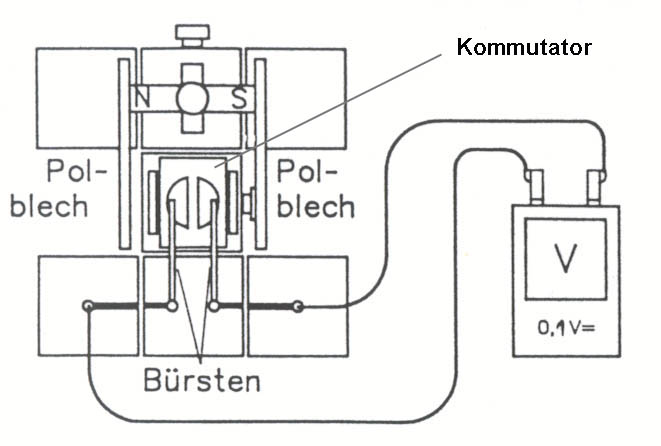 Kommutator
N S
Pol-
blech
Pol-
blech
V
0,1V=
Bürsten